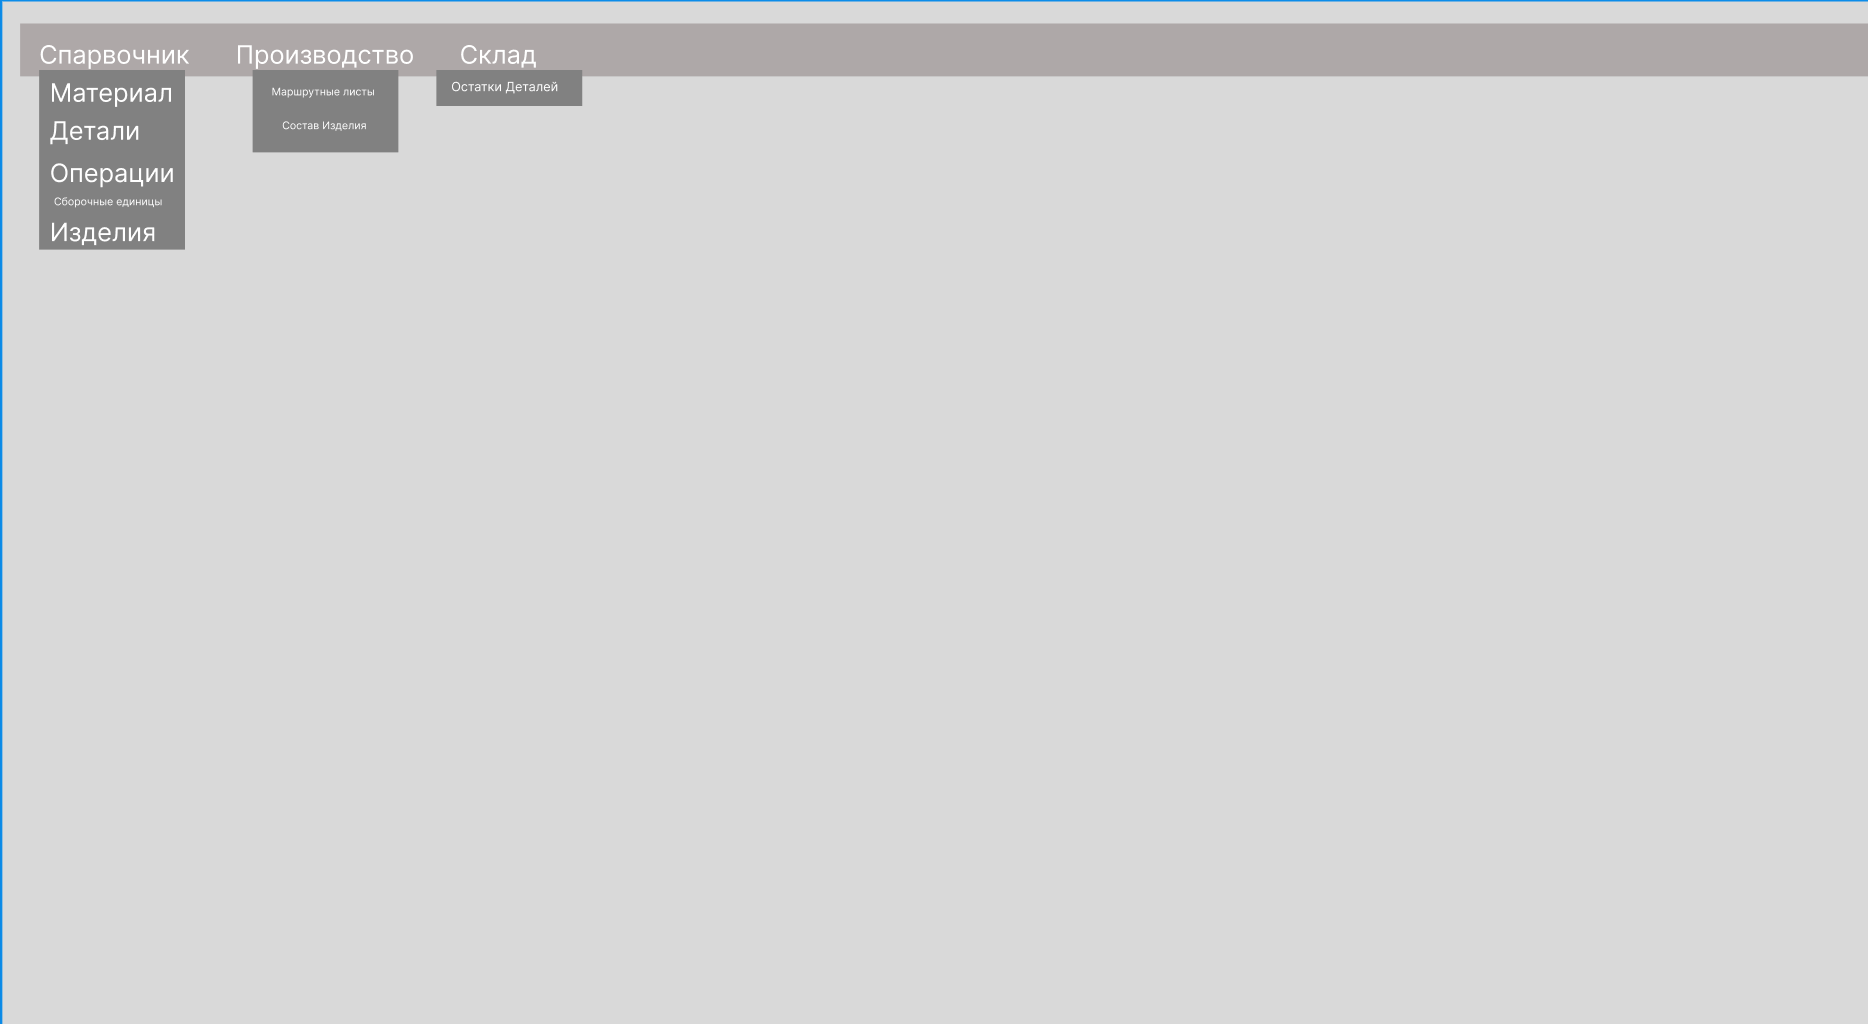 Спарвочник
Производство
Склад
Материал
Детали
Операции
Сборочные единицы
Изделия
Маршрутные листы
Состав Изделия
Остатки Деталей